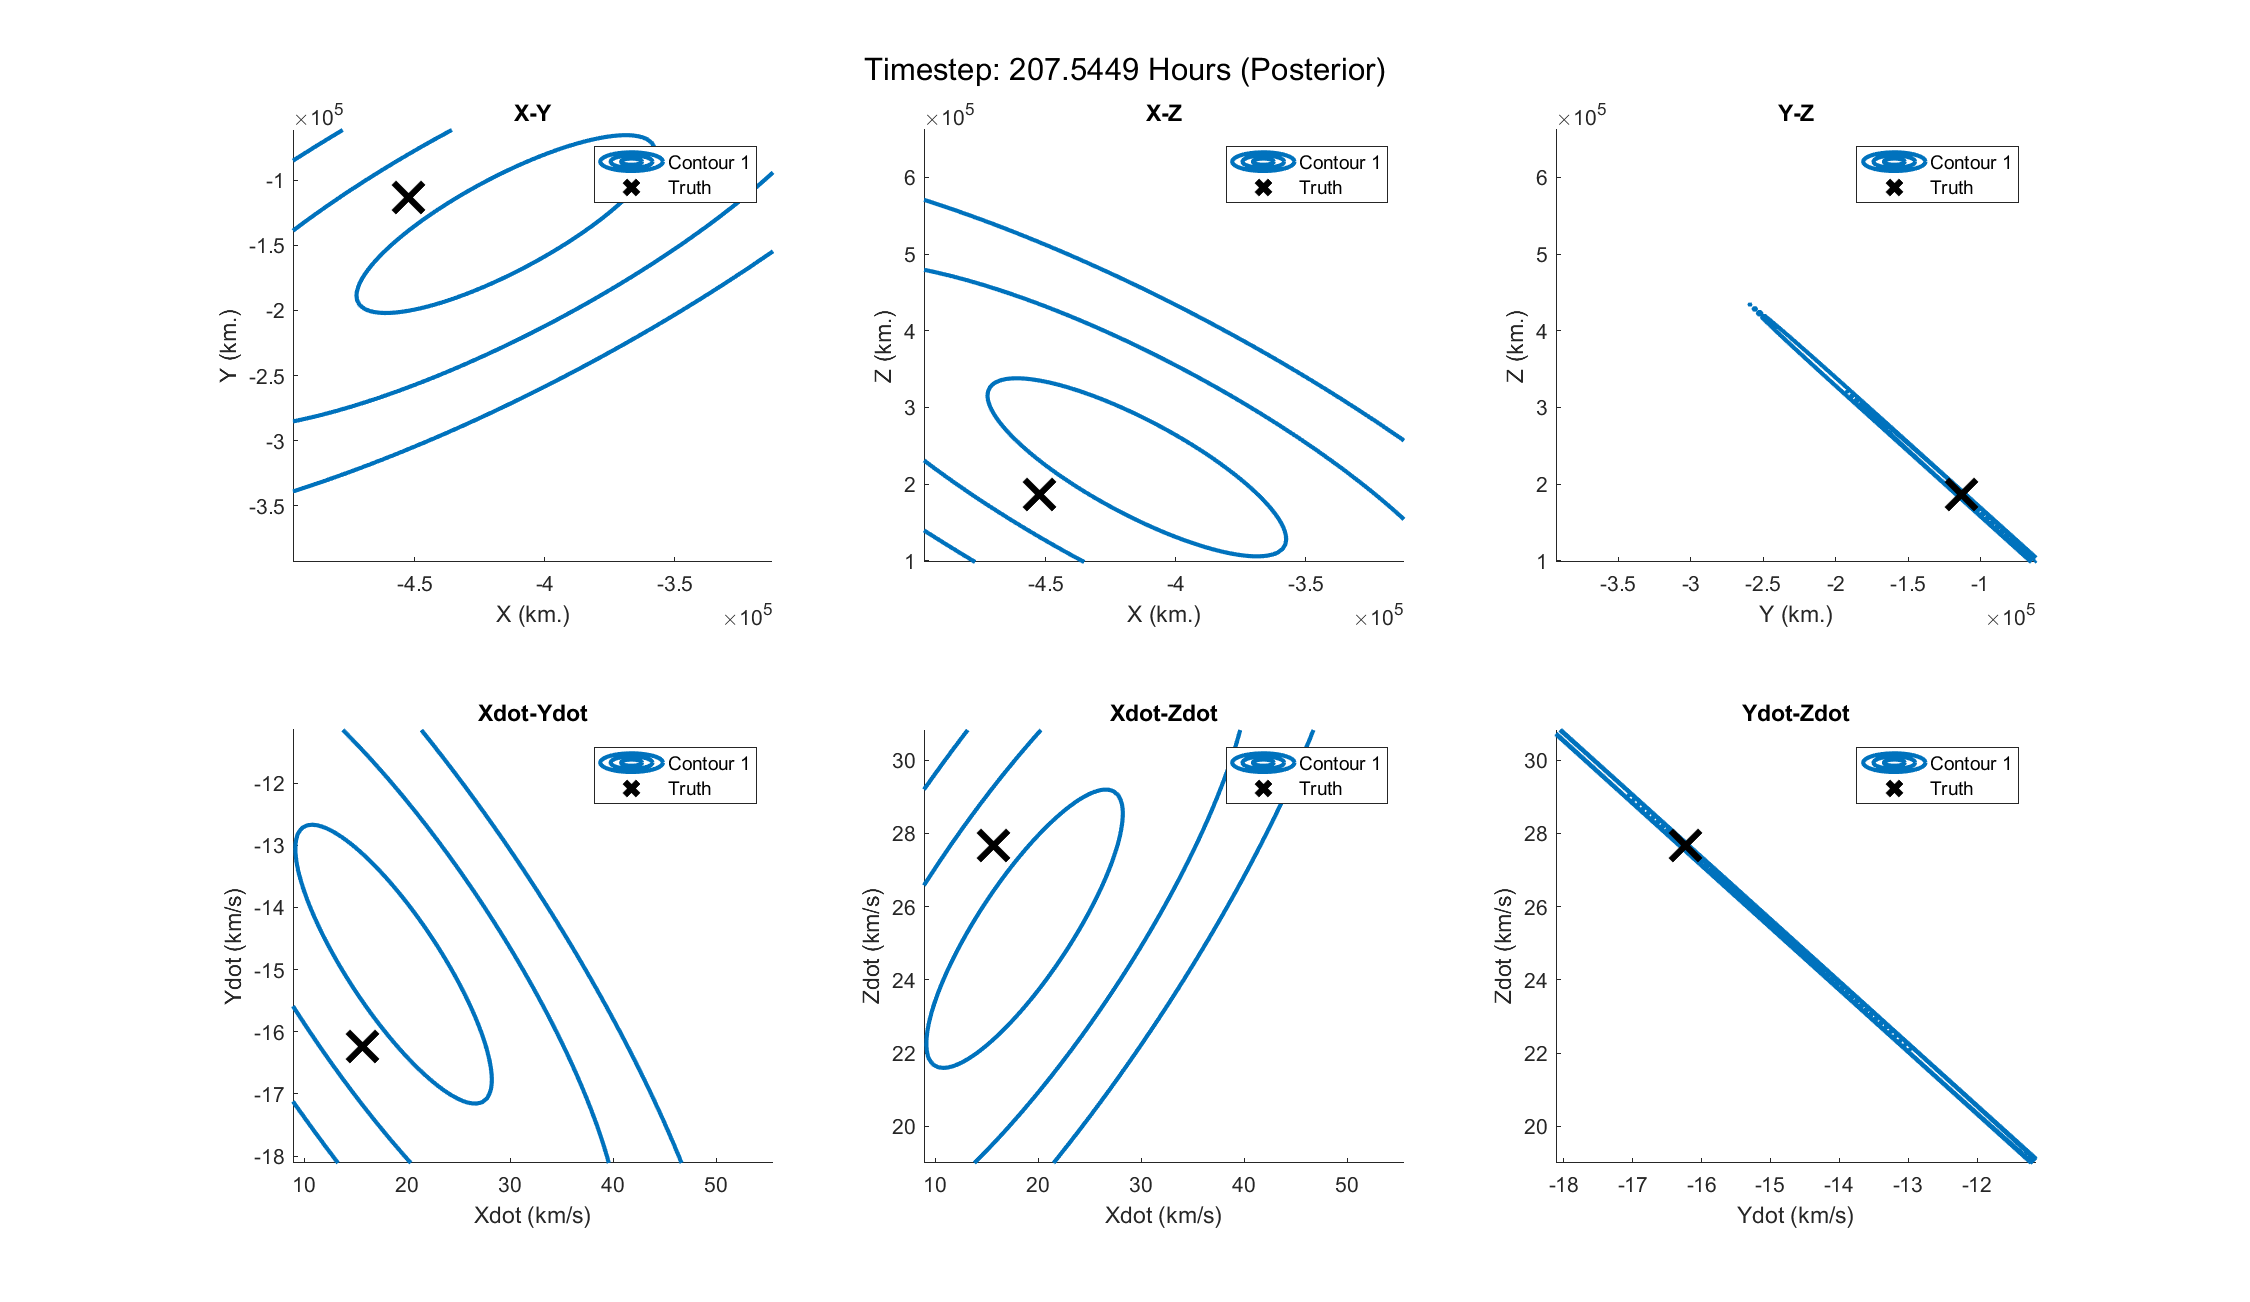 Timestep: 207.5449 Hours (Posterior)
X-Y
×10^5
Contour 1
Truth
-1
-1.5
-2
-2.5
-3
-3.5
Y (km.)
-4.5 -4 -3.5
X (km.)
×10^5
X-Z
×10^5
Contour 1
Truth
6
5
4
3
2
1
Z (km.)
-4.5 -4 -3.5
X (km.)
×10^5
Y-Z
×10^5
Contour 1
Truth
6
5
4
3
2
1
Z (km.)
-3.5 -3 -2.5 -2 -1.5 -1
Y (km.)
×10^5
Xdot-Ydot
Contour 1
Truth
-12
-13
-14
-15
-16
-17
-18
Ydot (km/s)
10 20 30 40 50
Xdot (km/s)
Xdot-Zdot
Contour 1
Truth
30
28
26
24
22
20
Zdot (km/s)
10 20 30 40 50
Xdot (km/s)
Ydot-Zdot
Contour 1
Truth
30
28
26
24
22
20
Zdot (km/s)
-18 -17 -16 -15 -14 -13 -12
Ydot (km/s)